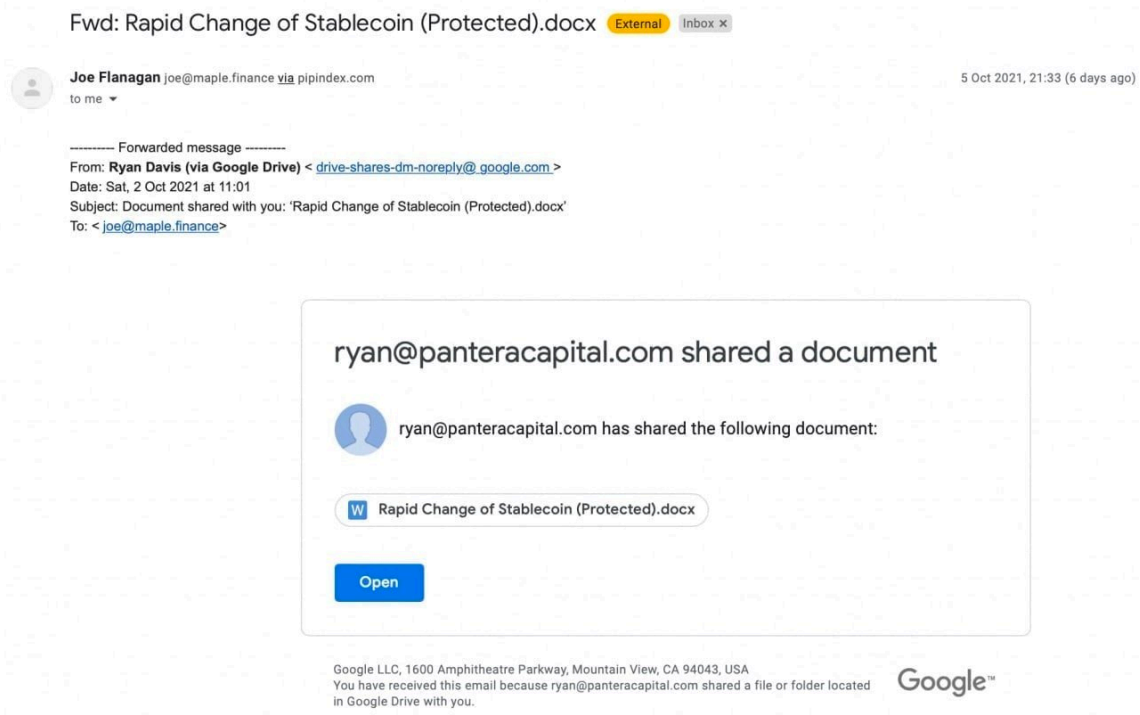 Fwd: Rapid Change of Stablecoin (Protected).docx External Inbox ×
Joe Flanagan joe@maple.finance via pipindex.com 5 Oct 2021, 21:33 (6 days ago)
to me
---------- Forwarded message ---------
From: Ryan Davis (via Google Drive) < drive-shares-dm-noreply@ google.com >
Date: Sat, 2 Oct 2021 at 11:01
Subject: Document shared with you: ‘Rapid Change of Stablecoin (Protected).docx’
To: < joe@maple.finance>
ryan@panteracapital.com shared a document
ryan@panteracapital.com has shared the following document:
W Rapid Change of Stablecoin (Protected).docx
Open
Google LLC, 1600 Amphitheatre Parkway, Mountain View, CA 94043, USA
You have received this email because ryan@panteracapital.com shared a file or folder located
in Google Drive with you.
Google™